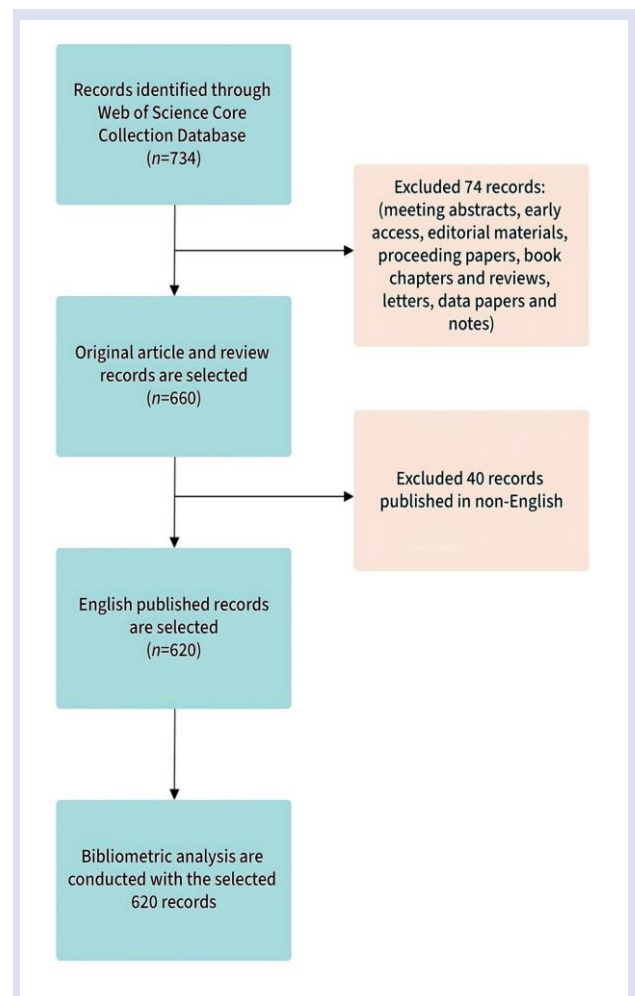 Records identified through
Web of Science Core
Collection Database
(n=734)
Excluded 74 records:
(meeting abstracts, early
access, editorial materials,
proceeding papers, book
chapters and reviews,
letters, data papers and
notes)
Original article and review
records are selected
(n=660)
Excluded 40 records
published in non-English
English published records
are selected
(n=620)
Bibliometric analysis are
conducted with the selected
620 records